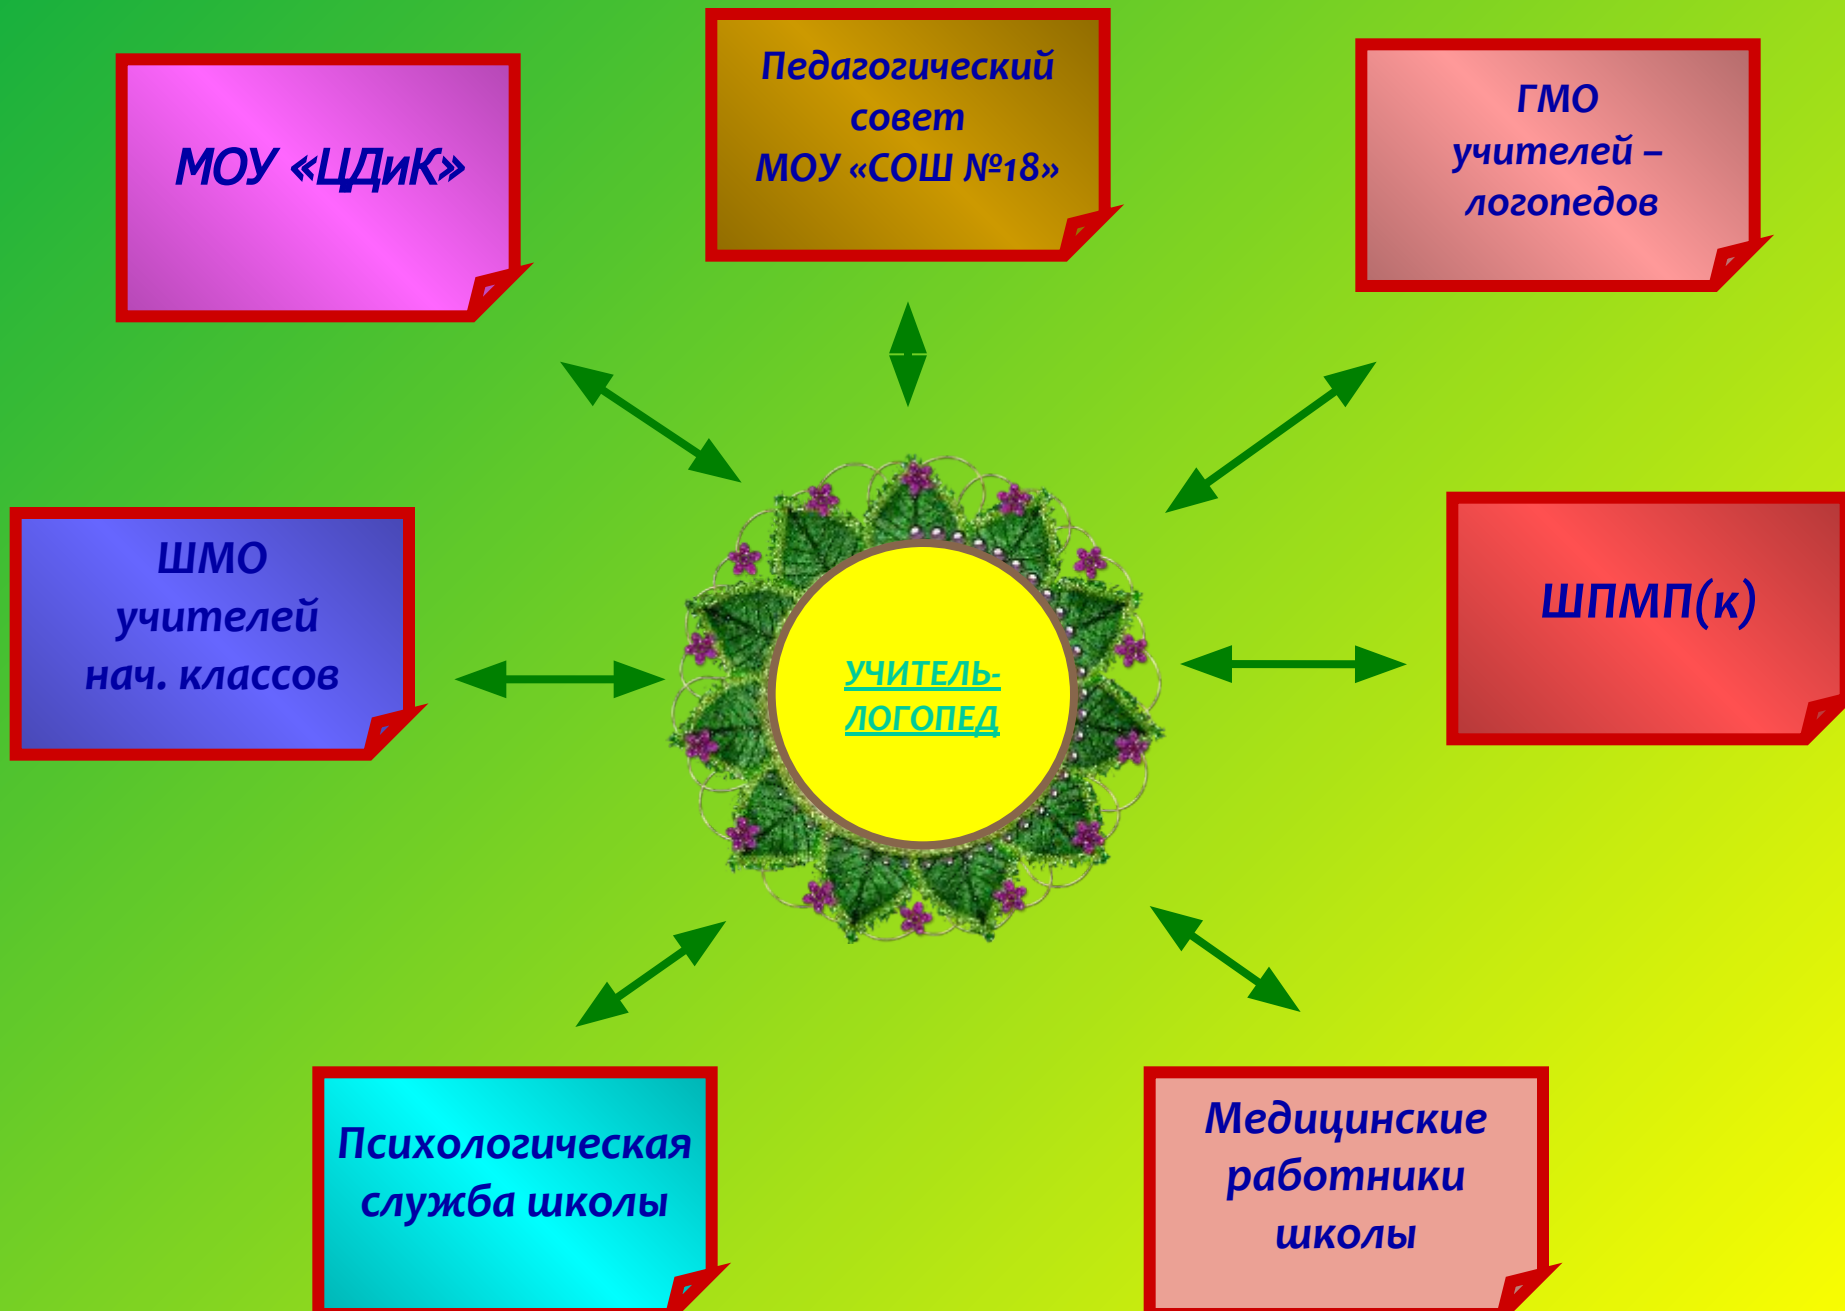 МОУ «ЦДиК»
Педагогический
совет
МОУ «СОШ №18»
ГМО
учителей –
логопедов
ШМО
учителей
нач. классов
УЧИТЕЛЬ-
ЛОГОПЕД
ШПМП(к)
Психологическая
служба школы
Медицинские
работники
школы